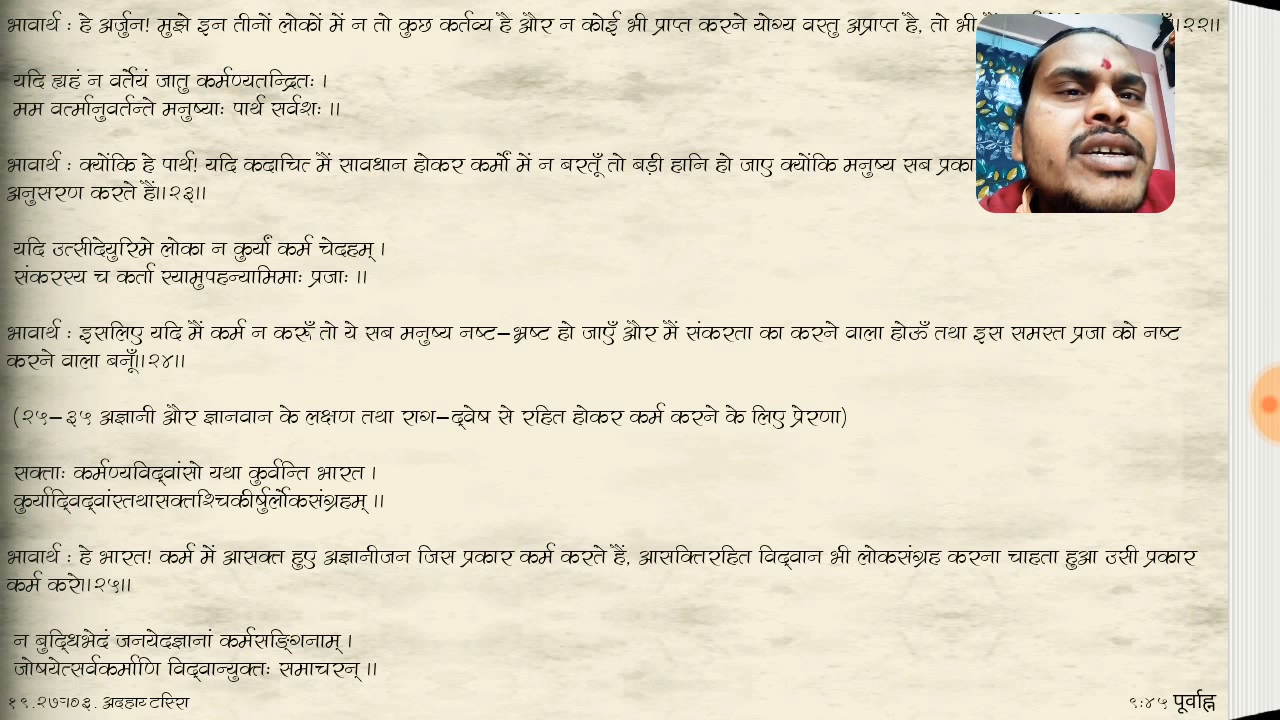 भावार्थ : हे अर्जुन! मुझे इन तीनों लोकों में न तो कुछ कर्तव्य है और न कोई भी प्राप्त करने योग्य वस्तु अप्राप्त है, तो भी ॥२२॥
यदि ह्यहं न वर्तेयं जातु कर्मण्यतन्द्रितः ।
मम वर्त्मानुवर्तन्ते मनुष्याः पार्थ सर्वशः ॥
भावार्थ : क्योंकि हे पार्थ! यदि कदाचित मैं सावधान होकर कर्मों में न बरतूँ तो बड़ी हानि हो जाए क्योंकि मनुष्य सब
अनुसरण करते हैं॥२३॥
यदि उत्सीदेयुरिमे लोका न कुर्यां कर्म चेदहम् ।
संकरस्य च कर्ता स्यामुपहन्यामिमाः प्रजाः ॥
भावार्थ : इसलिए यदि मैं कर्म न करूँ तो ये सब मनुष्य नष्ट-भ्रष्ट हो जाएँ और मैं संकरता का करने वाला होऊँ तथा इस समस्त प्रजा को नष्ट
करने वाला बनूँ॥२४॥
(२५-३५ अज्ञानी और ज्ञानवान के लक्षण तथा राग-द्वेष से रहित होकर कर्म करने के लिए प्रेरणा)
सक्ताः कर्मण्यविद्वांसो यथा कुर्वन्ति भारत ।
कुर्याद्विद्वांस्तथासक्तश्चिकीर्षुर्लोकसंग्रहम् ॥
भावार्थ : हे भारत! कर्म में आसक्त हुए अज्ञानीजन जिस प्रकार कर्म करते हैं, आसक्तिरहित विद्वान भी लोकसंग्रह करना चाहता हुआ उसी प्रकार
कर्म करे॥२५॥
न बुद्धिभेदं जनयेदज्ञानां कर्मसङ्गिनाम् ।
जोषयेत्सर्वकर्माणि विद्वान्युक्तः समाचरन् ॥
९:४५ पूर्वाह्न